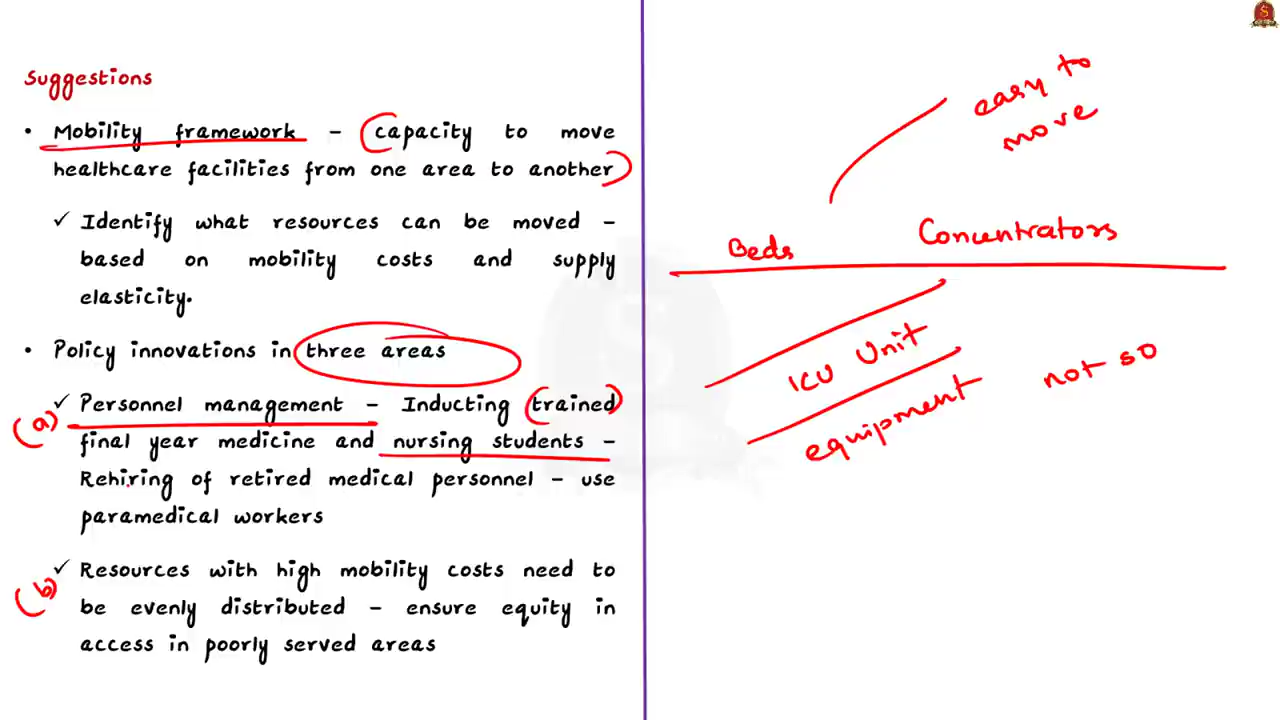 Suggestions
• Mobility framework – capacity to move
healthcare facilities from one area to another
✓ Identify what resources can be moved –
based on mobility costs and supply
elasticity.
• Policy innovations in three areas
(a) ✓ Personnel management – Inducting trained
final year medicine and nursing students –
Rehiring of retired medical personnel – use
paramedical workers
(b) ✓ Resources with high mobility costs need to
be evenly distributed – ensure equity in
access in poorly served areas
easy to
move
Beds Concentrators
ICU Unit
equipment not so